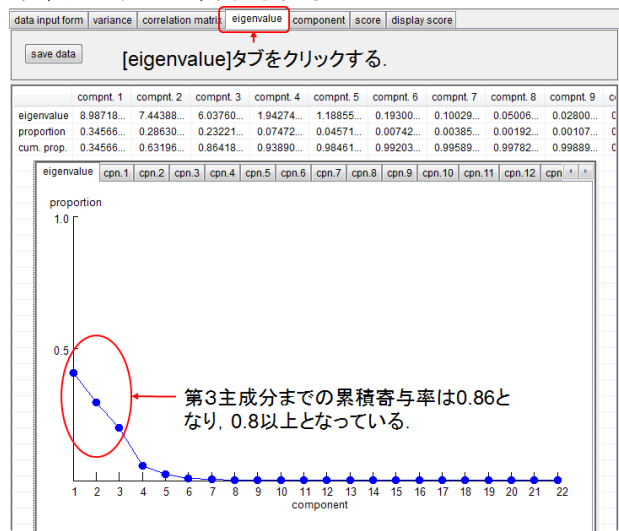 data input form variance correlation matrix eigenvalue component score display score
save data
[eigenvalue]タブをクリックする.
compnt. 1 compnt. 2 compnt. 3 compnt. 4 compnt. 5 compnt. 6 compnt. 7 compnt. 8 compnt. 9
eigenvalue 8.98718... 7.44388... 6.03760... 1.94274... 1.18855... 0.19300... 0.10029... 0.05006... 0.02800...
proportion 0.34566... 0.28630... 0.23221... 0.07472... 0.04571... 0.00742... 0.00385... 0.00192... 0.00107...
cum. prop. 0.34566... 0.63196... 0.86418... 0.93890... 0.98461... 0.99203... 0.99589... 0.99782... 0.99889...
eigenvalue cpn.1 cpn.2 cpn.3 cpn.4 cpn.5 cpn.6 cpn.7 cpn.8 cpn.9 cpn.10 cpn.11 cpn.12 cpn
proportion
1.0
0.5
第3主成分までの累積寄与率は0.86と
なり, 0.8以上となっている.
1 2 3 4 5 6 7 8 9 10 11 12 13 14 15 16 17 18 19 20 21 22
component